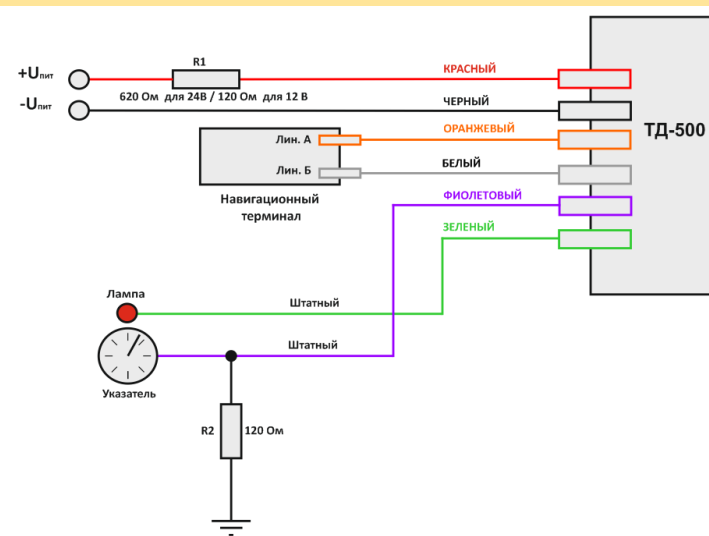 R1
+Uпит
КРАСНЫЙ
620 Ом для 24В / 120 Ом для 12 В
-Uпит
ЧЕРНЫЙ
ОРАНЖЕВЫЙ
ТД-500
Лин. А
БЕЛЫЙ
Лин. Б
Навигационный
терминал
ФИОЛЕТОВЫЙ
ЗЕЛЕНЫЙ
Лампа
Штатный
Штатный
Указатель
R2
120 Ом